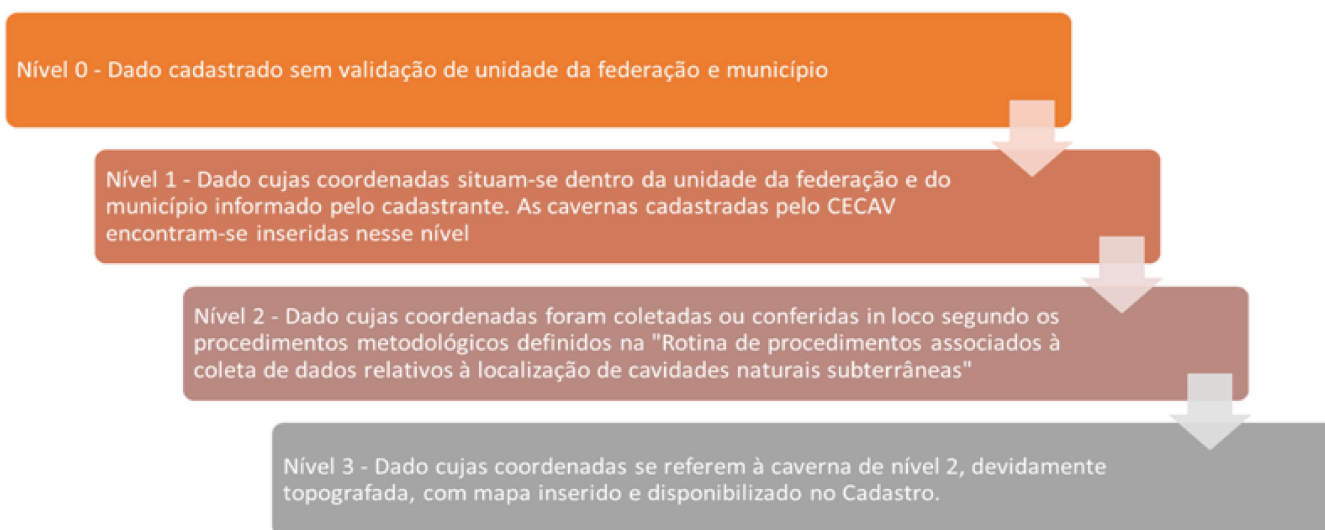 Nível 0 - Dado cadastrado sem validação de unidade da federação e município
Nível 1 - Dado cujas coordenadas situam-se dentro da unidade da federação e do
município informado pelo cadastrante. As cavernas cadastradas pelo CECAV
encontram-se inseridas nesse nível
Nível 2 - Dado cujas coordenadas foram coletadas ou conferidas in loco segundo os
procedimentos metodológicos definidos na "Rotina de procedimentos associados à
coleta de dados relativos à localização de cavidades naturais subterrâneas"
Nível 3 - Dado cujas coordenadas se referem à caverna de nível 2, devidamente
topografada, com mapa inserido e disponibilizado no Cadastro.